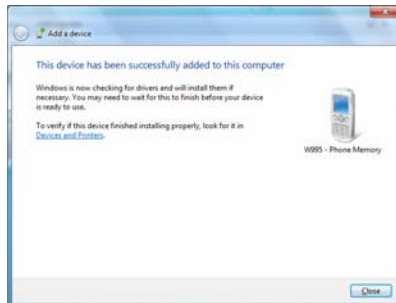 Add a device
This device has been successfully added to this computer
Windows is now checking for drivers and will install them if
necessary. You may need to wait for this to finish before your device
is ready to use.
To verify if this device finished installing properly, look for it in
Devices and Printers.
W995 - Phone Memory
Close